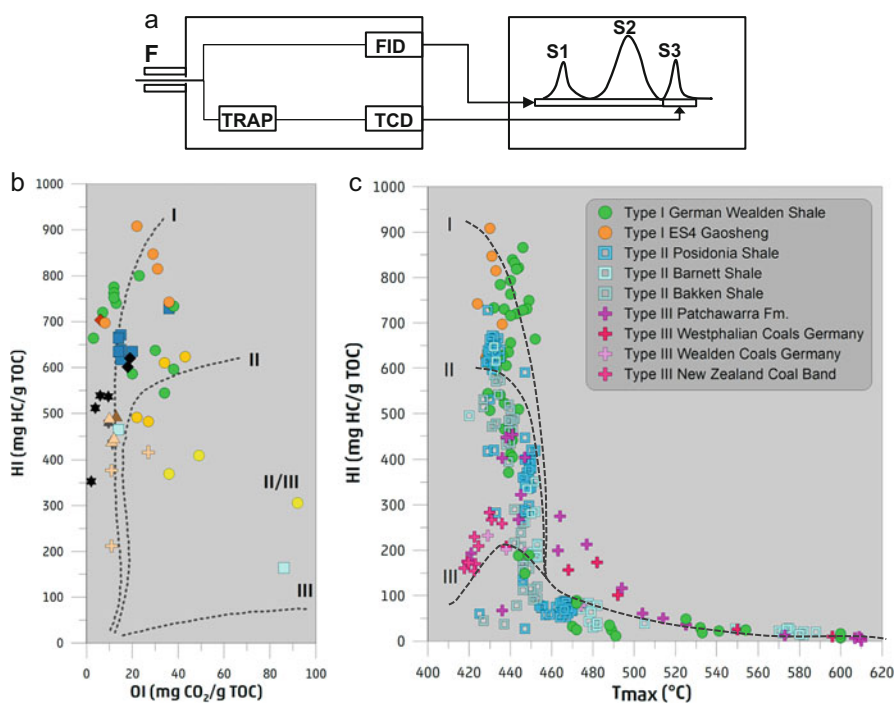 a
F
FID
TRAP
TCD
S1
S2
S3
b
1000
900
800
700
600
500
400
300
200
100
0
HI (mg HC/g TOC)
I
II
II/III
III
0
20
40
60
80
100
OI (mg CO₂/g TOC)
c
1000
900
800
700
600
500
400
300
200
100
0
HI (mg HC/g TOC)
I
II
III
Type I German Wealden Shale
Type I ES4 Gaosheng
Type II Posidonia Shale
Type II Barnett Shale
Type II Bakken Shale
Type III Patchawarra Fm.
Type III Westphalian Coals Germany
Type III Wealden Coals Germany
Type III New Zealand Coal Band
400
420
440
460
480
500
520
540
560
580
600
620
Tmax (°C)